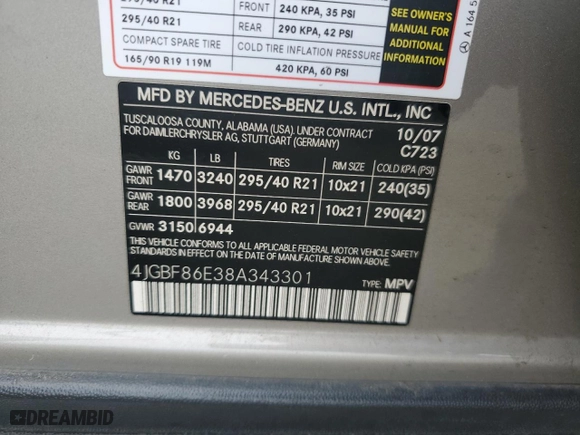 295/40 R21 FRONT 240 KPA, 35 PSI
295/40 R21 REAR 290 KPA, 42 PSI
COMPACT SPARE TIRE COLD TIRE INFLATION PRESSURE
165/90 R19 119M 420 KPA, 60 PSI
SEE OWNER'S
MANUAL FOR
ADDITIONAL
INFORMATION
A 164 5
MFD BY MERCEDES-BENZ U.S. INTL., INC
TUSCALOOSA COUNTY, ALABAMA (USA). UNDER CONTRACT 10/07
FOR DAIMLERCHRYSLER AG, STUTTGART (GERMANY) C723
KG LB TIRES RIM SIZE COLD KPA (PSI)
GAWR FRONT 1470 3240 295/40 R21 10x21 240(35)
GAWR REAR 1800 3968 295/40 R21 10x21 290(42)
GVWR 3150 6944
THIS VEHICLE CONFORMS TO ALL APPLICABLE FEDERAL MOTOR VEHICLE SAFETY
STANDARDS IN EFFECT ON THE DATE OF MANUFACTURE SHOWN ABOVE.
4JGBF86E38A343301 TYPE: MPV
DREAMBID